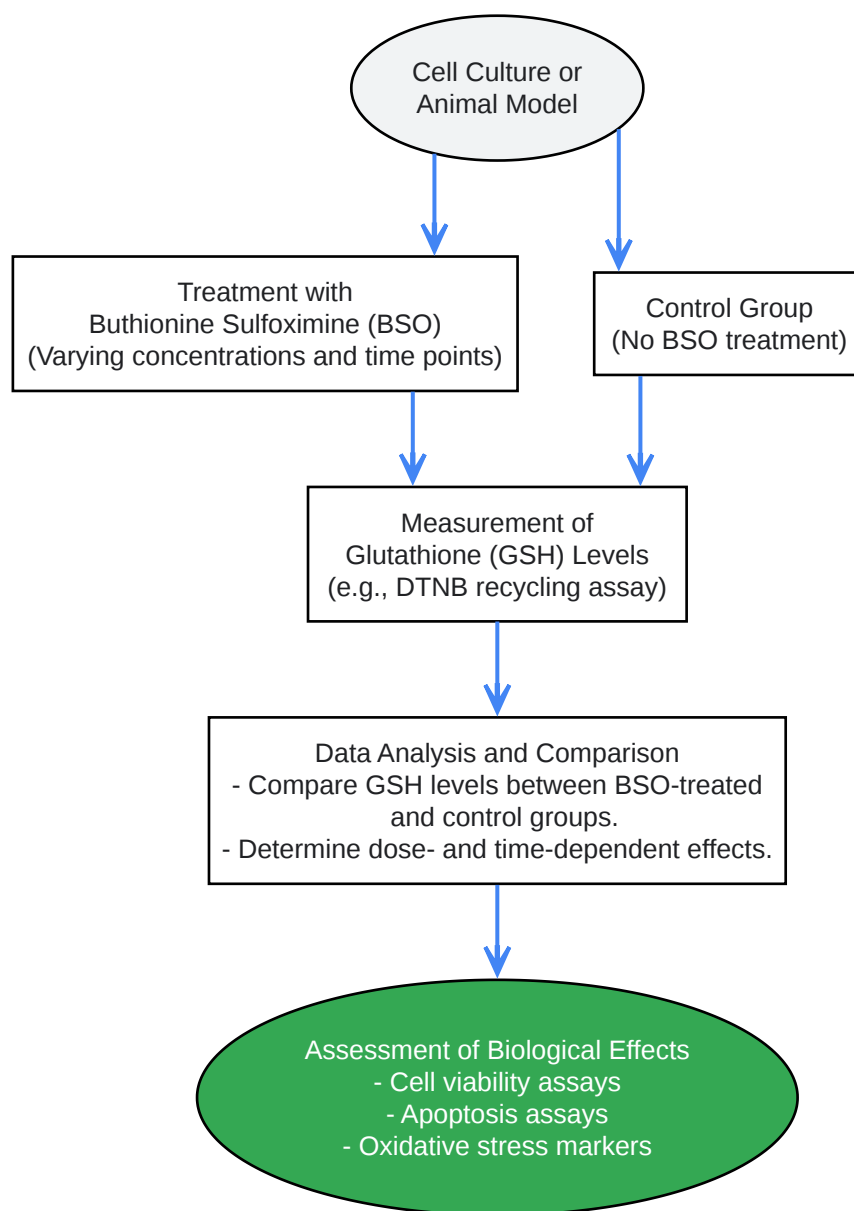 Cell Culture or
Animal Model
Treatment with
Buthionine Sulfoximine (BSO)
(Varying concentrations and time points)
Control Group
(No BSO treatment)
Measurement of
Glutathione (GSH) Levels
(e.g., DTNB recycling assay)
Data Analysis and Comparison
- Compare GSH levels between BSO-treated
and control groups.
- Determine dose- and time-dependent effects.
Assessment of Biological Effects
- Cell viability assays
- Apoptosis assays
- Oxidative stress markers